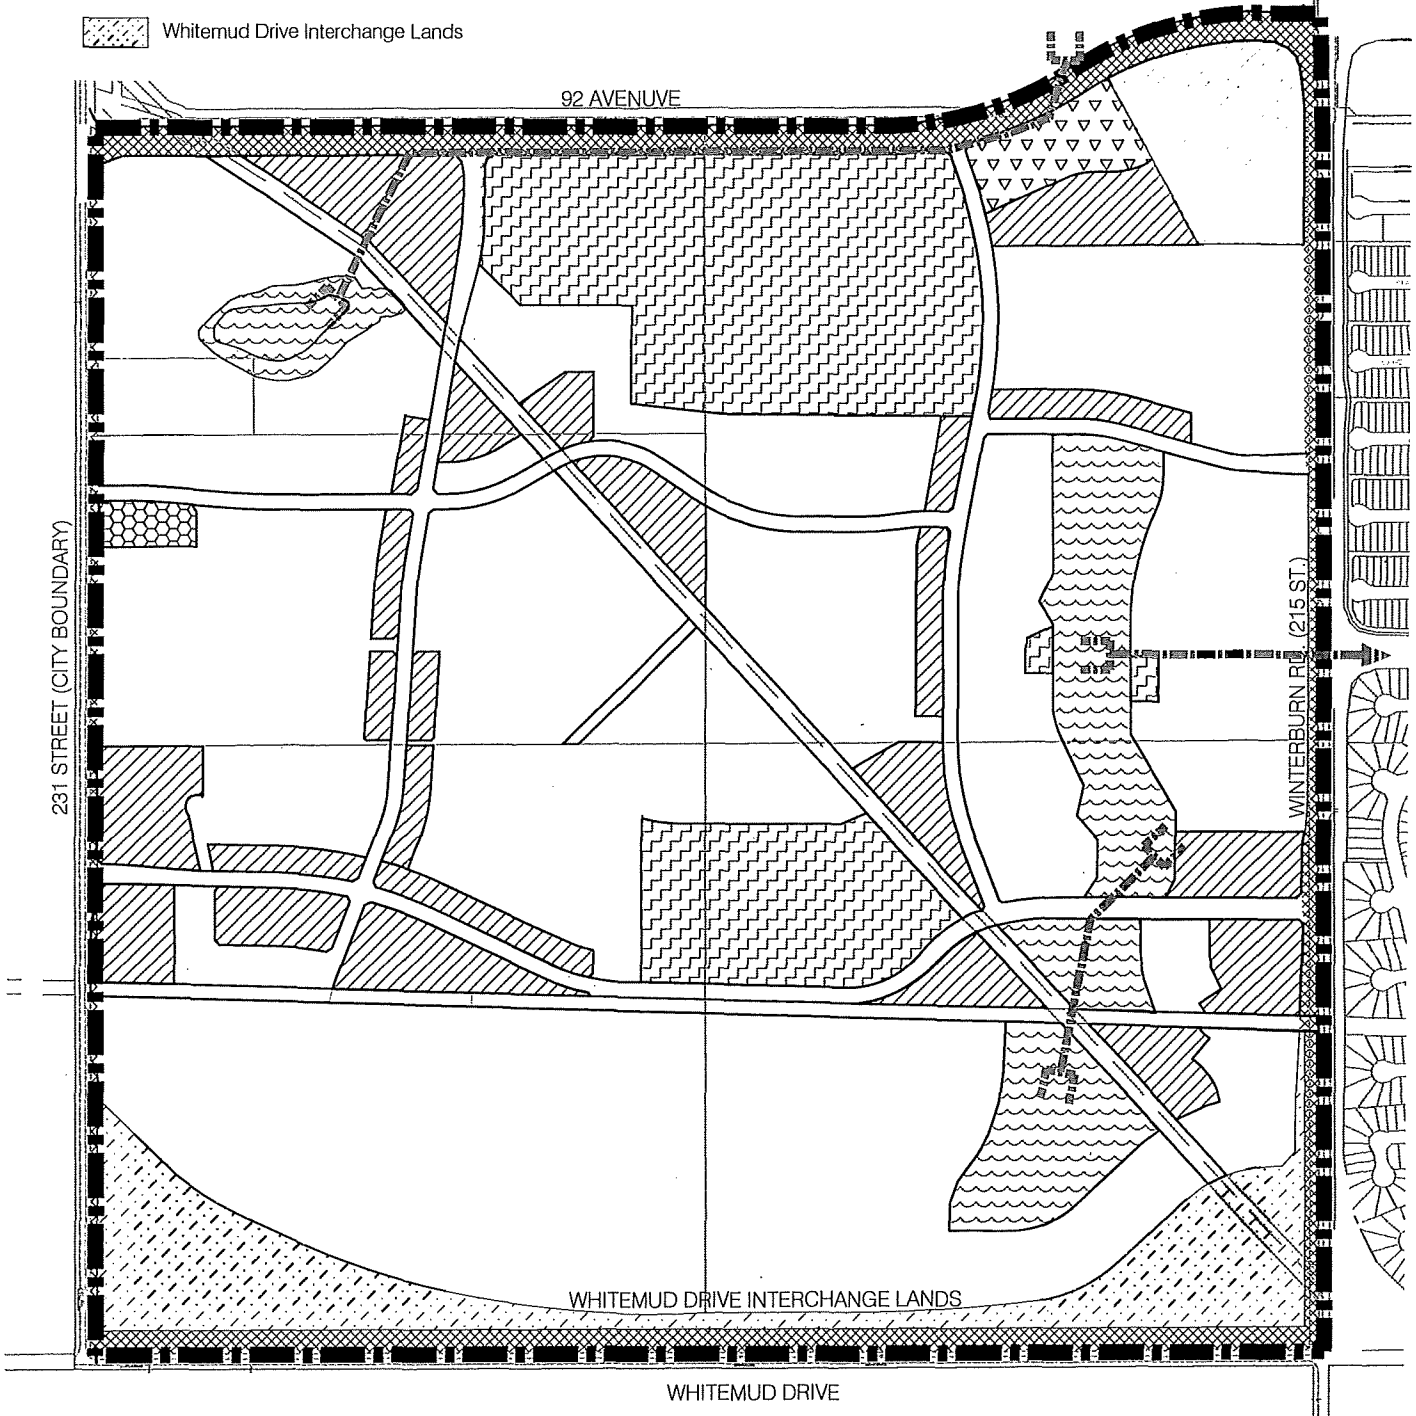 Whitemud Drive Interchange Lands
92 AVENUVE
231 STREET (CITY BOUNDARY)
WINTERBURN RD. (215 ST.)
WHITEMUD DRIVE INTERCHANGE LANDS
WHITEMUD DRIVE